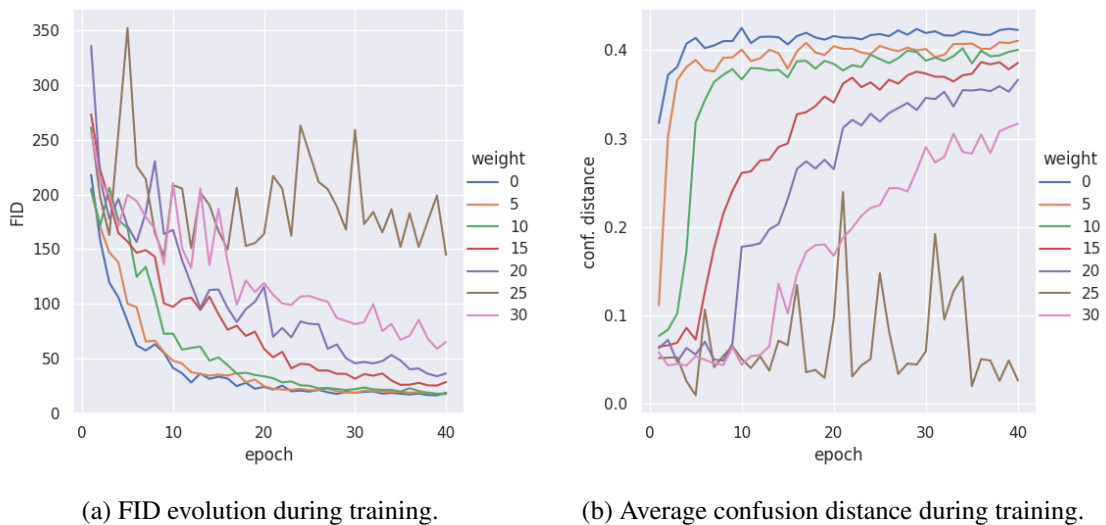 350
300
250
200
150
100
50
0
FID
0 10 20 30 40
epoch
weight
0
5
10
15
20
25
30
0.4
0.3
0.2
0.1
0.0
conf. distance
0 10 20 30 40
epoch
weight
0
5
10
15
20
25
30
(a) FID evolution during training.
(b) Average confusion distance during training.